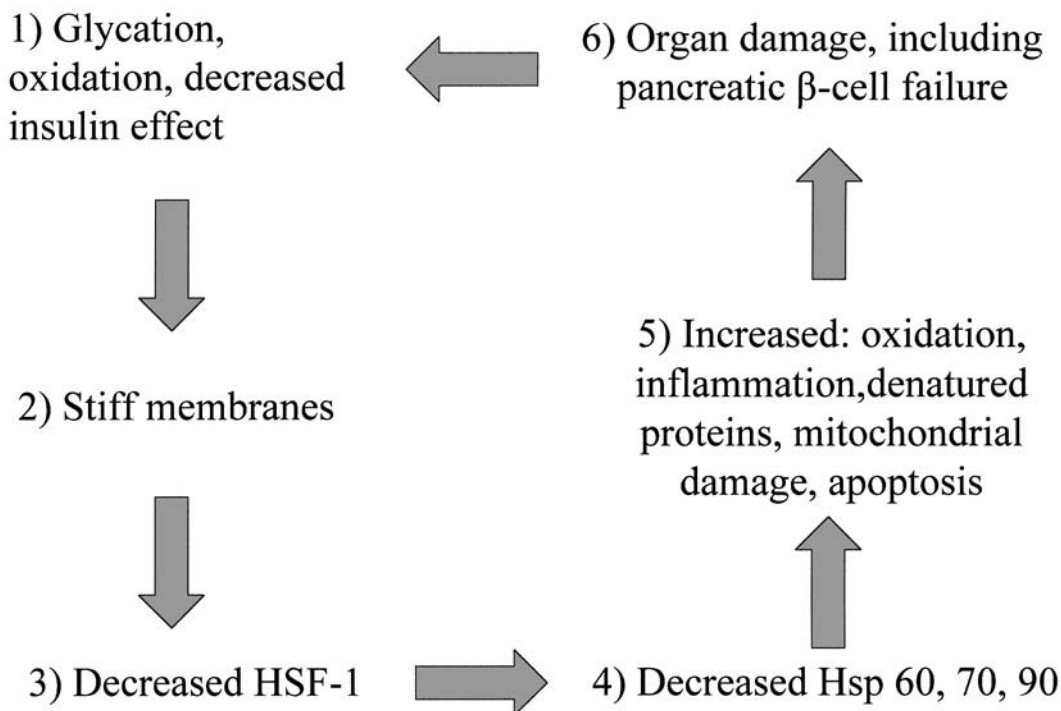 1) Glycation,
oxidation, decreased
insulin effect
2) Stiff membranes
3) Decreased HSF-1
4) Decreased Hsp 60, 70, 90
5) Increased: oxidation,
inflammation,denatured
proteins, mitochondrial
damage, apoptosis
6) Organ damage, including
pancreatic β-cell failure